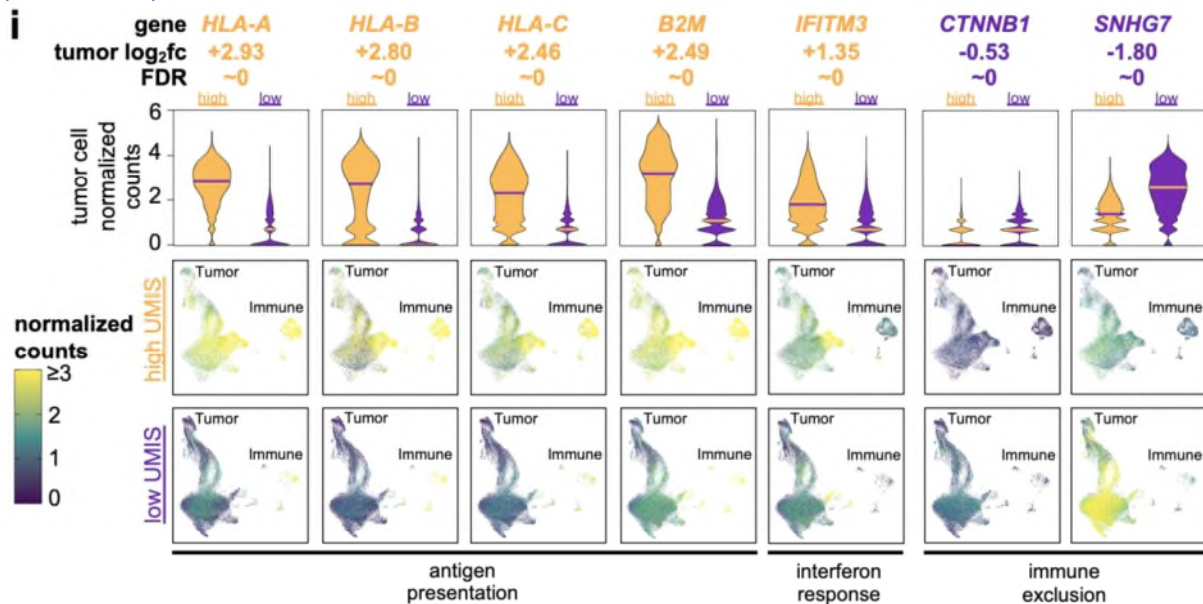 i
gene HLA-A HLA-B HLA-C B2M IFITM3 CTNNB1 SNHG7
tumor log₂fc +2.93 +2.80 +2.46 +2.49 +1.35 -0.53 -1.80
FDR ~0 ~0 ~0 ~0 ~0 ~0 ~0
high low high low high low high low high low high low high low
tumor cell
normalized
counts
6
4
2
0
high UMIS
Tumor Immune Tumor Immune Tumor Immune Tumor Immune Tumor Immune Tumor Immune Tumor Immune
normalized
counts
≥3
2
1
0
low UMIS
Tumor Immune Tumor Immune Tumor Immune Tumor Immune Tumor Immune Tumor Immune Tumor Immune
antigen
presentation
interferon
response
immune
exclusion